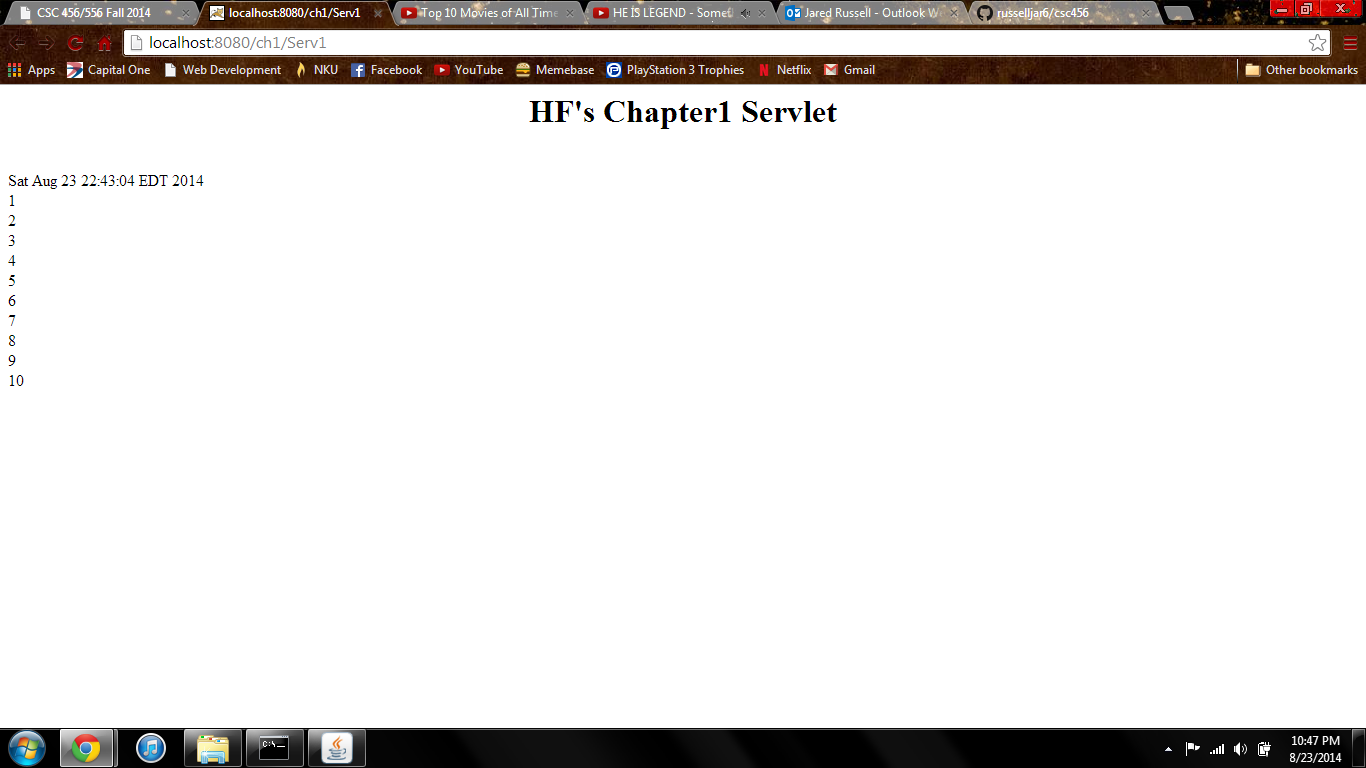 CSC 456/556 Fall 2014
localhost:8080/ch1/Serv1
Top 10 Movies of All Time
HE IS LEGEND - Some
Jared Russell - Outlook W
russelljar6/csc456
localhost:8080/ch1/Serv1
Apps
Capital One
Web Development
NKU
Facebook
YouTube
Memebase
PlayStation 3 Trophies
Netflix
Gmail
Other bookmarks
HF's Chapter1 Servlet
Sat Aug 23 22:43:04 EDT 2014
1
2
3
4
5
6
7
8
9
10
10:47 PM
8/23/2014